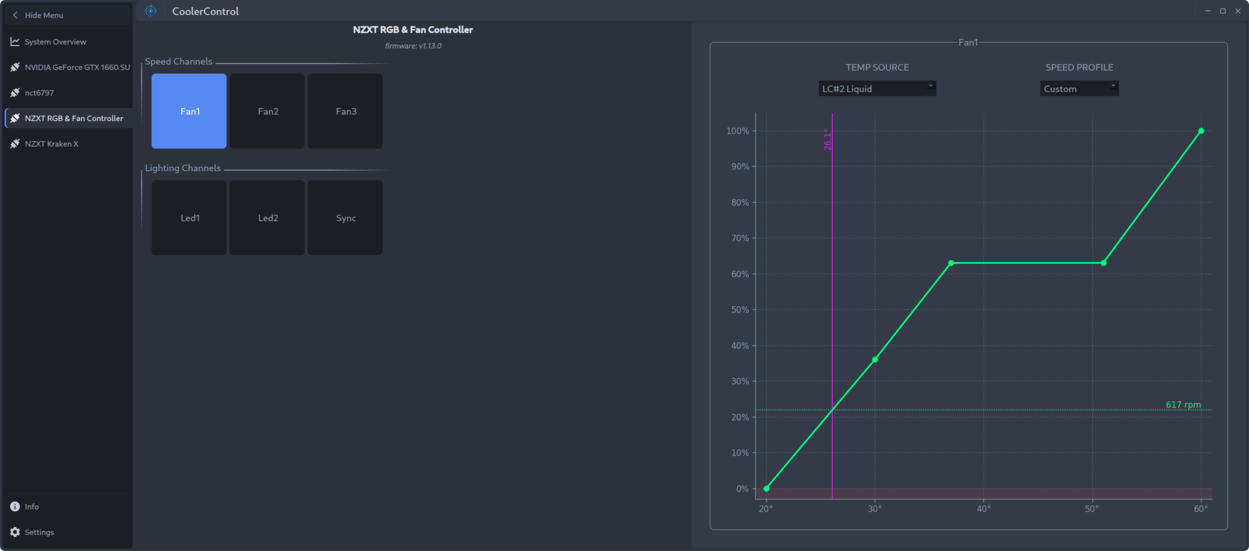 Hide Menu
CoolerControl
System Overview
NVIDIA GeForce GTX 1660 SU
nct6797
NZXT RGB & Fan Controller
NZXT Kraken X
Info
Settings
NZXT RGB & Fan Controller
firmware: v1.13.0
Speed Channels
Fan1 Fan2 Fan3
Lighting Channels
Led1 Led2 Sync
Fan1
TEMP SOURCE SPEED PROFILE
LC#2 Liquid Custom
26.1°
100%
90%
80%
70%
60%
50%
40%
30%
617 rpm
20%
10%
0%
20° 30° 40° 50° 60°